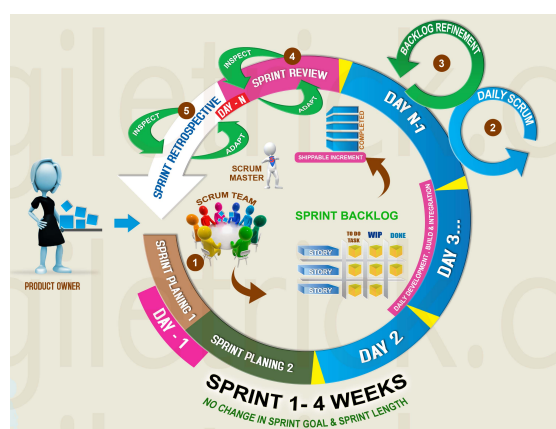 BACKLOG REFINEMENT
3
DAILY SCRUM
2
4
INSPECT
SPRINT REVIEW
ADAPT
DAY - N
5
INSPECT
SPRINT RETROSPECTIVE
ADAPT
DAY N-1
COMPLETED
SHIPPABLE INCREMENT
SCRUM
MASTER
SCRUM TEAM
SPRINT BACKLOG
TO DO
TASK
WIP
DONE
STORY
STORY
STORY
DAILY DEVELOPMENT , BUILD & INTEGRATION
DAY 3...
PRODUCT OWNER
1
SPRINT PLANING 1
DAY - 1
SPRINT PLANING 2
DAY 2
SPRINT 1- 4 WEEKS
NO CHANGE IN SPRINT GOAL & SPRINT LENGTH